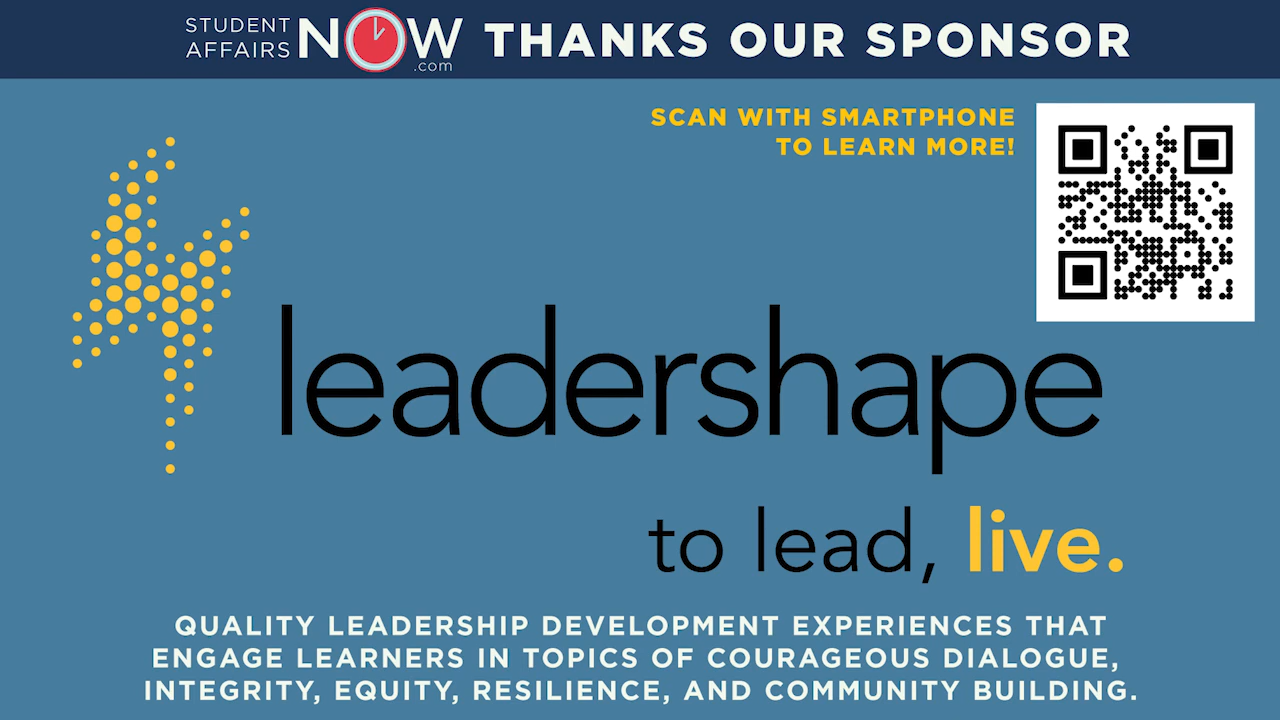 STUDENT AFFAIRS NOW.com THANKS OUR SPONSOR
SCAN WITH SMARTPHONE
TO LEARN MORE!
leadershape
to lead, live.
QUALITY LEADERSHIP DEVELOPMENT EXPERIENCES THAT
ENGAGE LEARNERS IN TOPICS OF COURAGEOUS DIALOGUE,
INTEGRITY, EQUITY, RESILIENCE, AND COMMUNITY BUILDING.